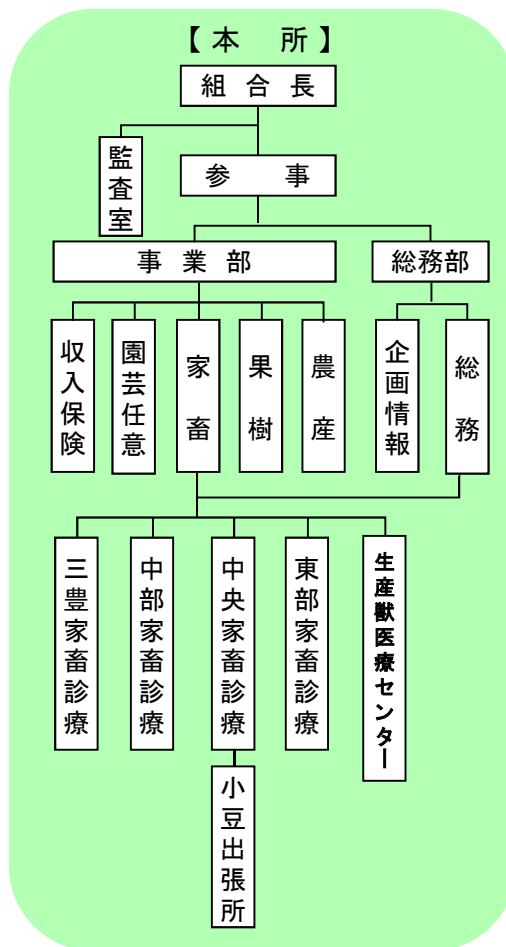 【 本　所 】
組 合 長
監査室
参　事
事 業 部
総務部
収入保険
園芸任意
家畜
果樹
農産
企画情報
総務
三豊家畜診療
中部家畜診療
中央家畜診療
東部家畜診療
生産獣医療センター
小豆出張所